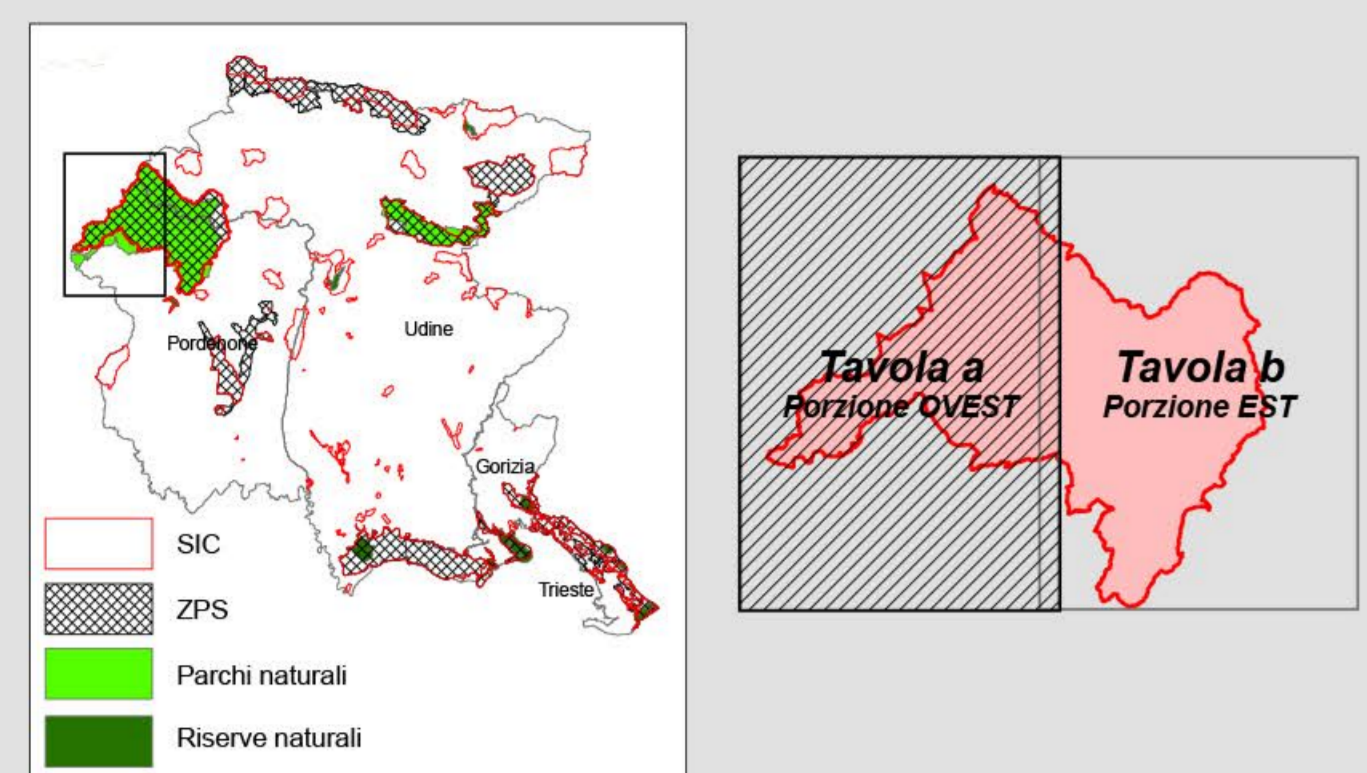 Udine
Pordenone
Gorizia
Trieste
SIC
ZPS
Parchi naturali
Riserve naturali
Tavola a
Porzione OVEST
Tavola b
Porzione EST